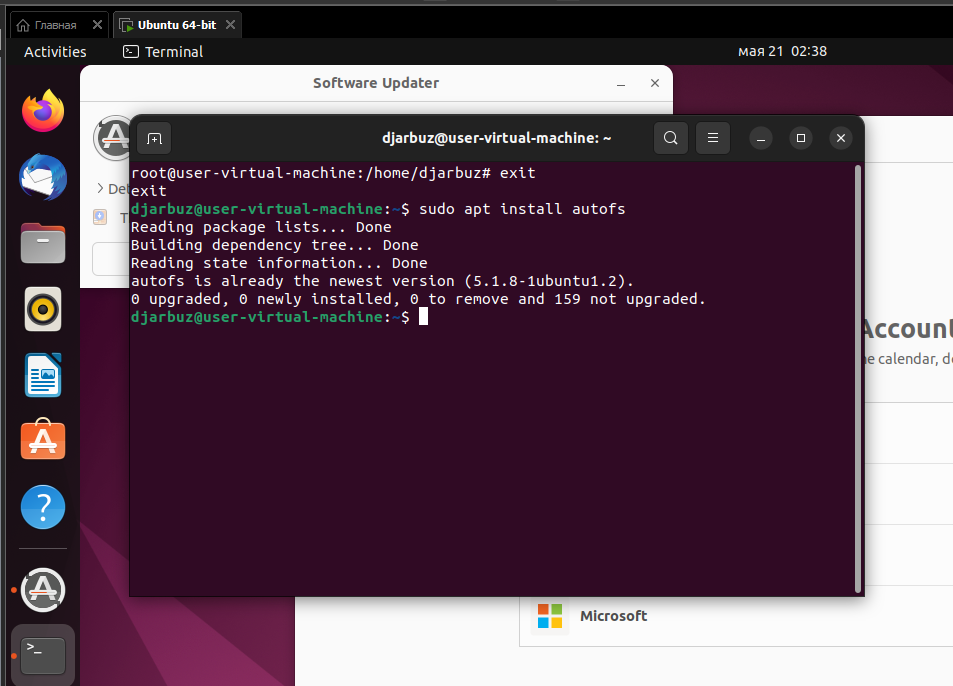 Главная
Ubuntu 64-bit
Activities
Terminal
мая 21 02:38
Software Updater
djarbuz@user-virtual-machine: ~
root@user-virtual-machine:/home/djarbuz# exit
exit
djarbuz@user-virtual-machine:~$ sudo apt install autofs
Reading package lists... Done
Building dependency tree... Done
Reading state information... Done
autofs is already the newest version (5.1.8-1ubuntu1.2).
0 upgraded, 0 newly installed, 0 to remove and 159 not upgraded.
djarbuz@user-virtual-machine:~$
Account
calendar,
Microsoft